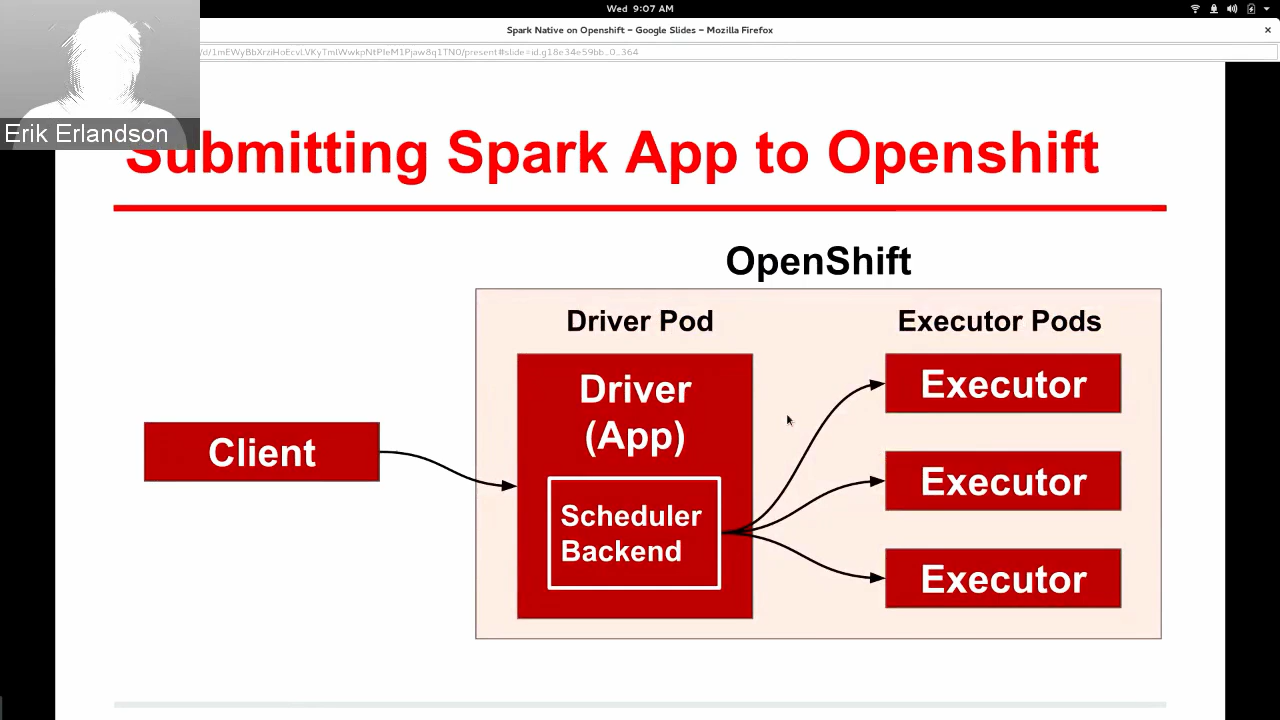 Wed 9:07 AM
Spark Native on Openshift – Google Slides – Mozilla Firefox
Erik Erlandson
Submitting Spark App to Openshift
OpenShift
Driver Pod
Executor Pods
Driver
(App)
Scheduler
Backend
Client
Executor
Executor
Executor